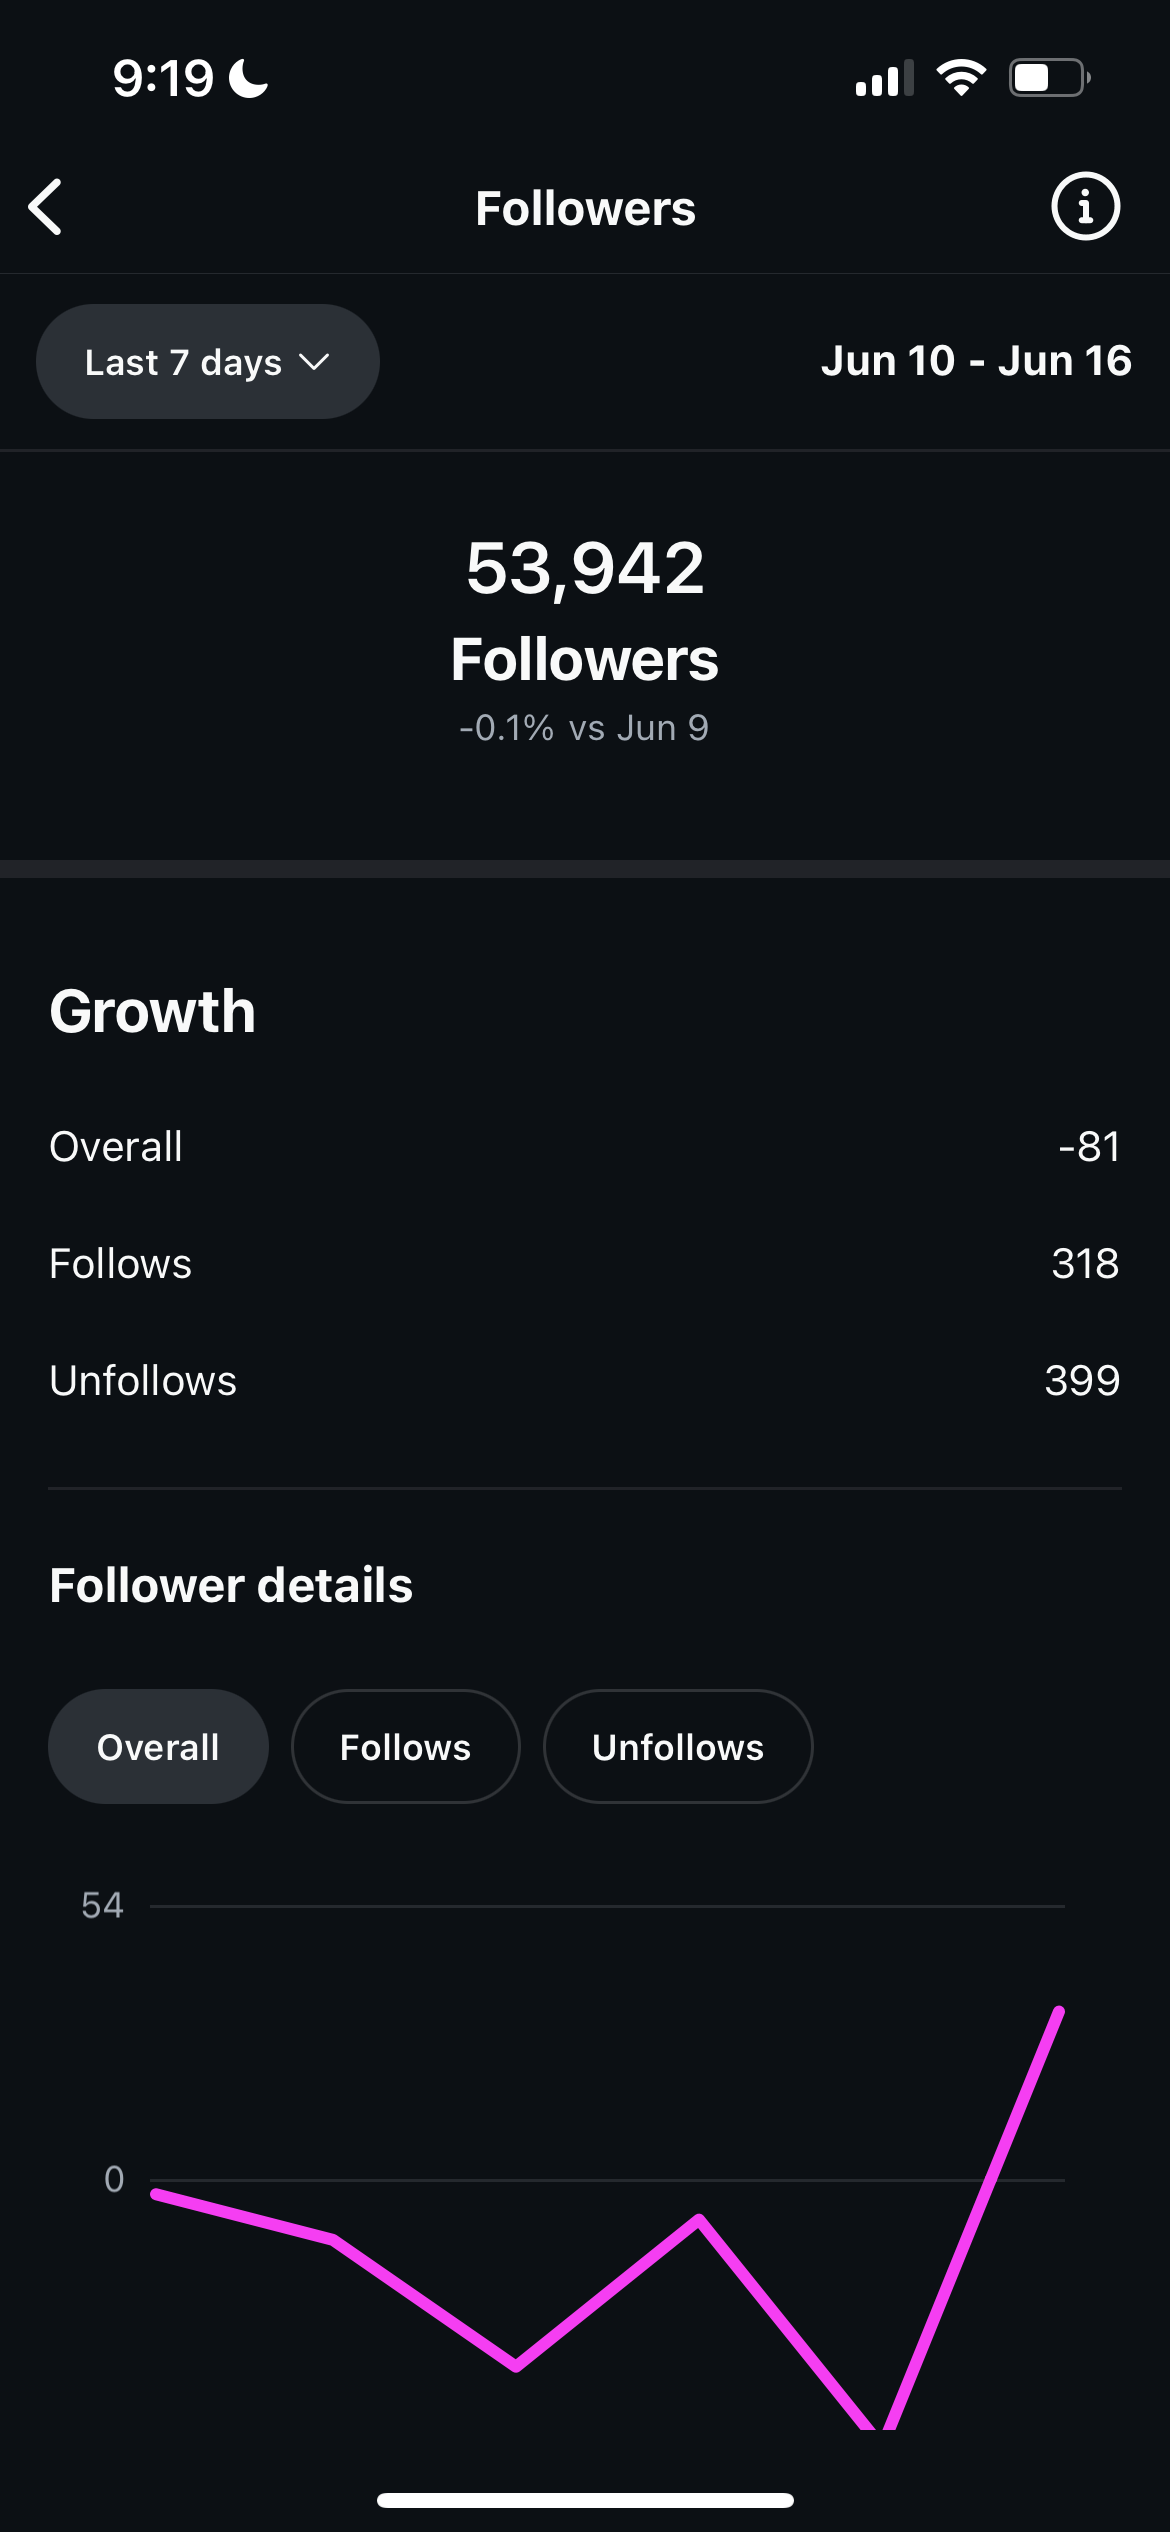 9:19
Followers
Last 7 days
Jun 10 - Jun 16
53,942
Followers
-0.1% vs Jun 9
Growth
Overall -81
Follows 318
Unfollows 399
Follower details
Overall Follows Unfollows
54
0